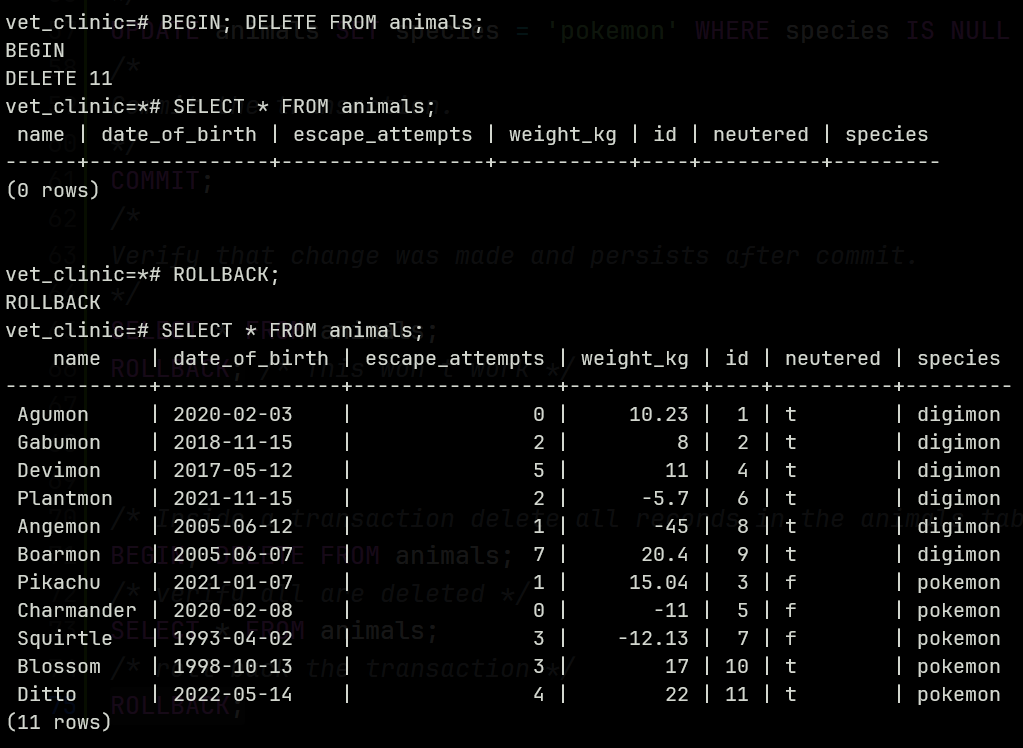 vet_clinic=# BEGIN; DELETE FROM animals;
BEGIN
DELETE 11
vet_clinic=*# SELECT * FROM animals;
 name | date_of_birth | escape_attempts | weight_kg | id | neutered | species
------+---------------+-----------------+-----------+----+----------+---------
(0 rows)
vet_clinic=*# ROLLBACK;
ROLLBACK
vet_clinic=# SELECT * FROM animals;
    name    | date_of_birth | escape_attempts | weight_kg | id | neutered | species
------------+---------------+-----------------+-----------+----+----------+---------
 Agumon     | 2020-02-03    |               0 |     10.23 |  1 | t        | digimon
 Gabumon    | 2018-11-15    |               2 |         8 |  2 | t        | digimon
 Devimon    | 2017-05-12    |               5 |        11 |  4 | t        | digimon
 Plantmon   | 2021-11-15    |               2 |      -5.7 |  6 | t        | digimon
 Angemon    | 2005-06-12    |               1 |       -45 |  8 | t        | digimon
 Boarmon    | 2005-06-07    |               7 |      20.4 |  9 | t        | digimon
 Pikachu    | 2021-01-07    |               1 |     15.04 |  3 | f        | pokemon
 Charmander | 2020-02-08    |               0 |       -11 |  5 | f        | pokemon
 Squirtle   | 1993-04-02    |               3 |    -12.13 |  7 | f        | pokemon
 Blossom    | 1998-10-13    |               3 |        17 | 10 | t        | pokemon
 Ditto      | 2022-05-14    |               4 |        22 | 11 | t        | pokemon
(11 rows)